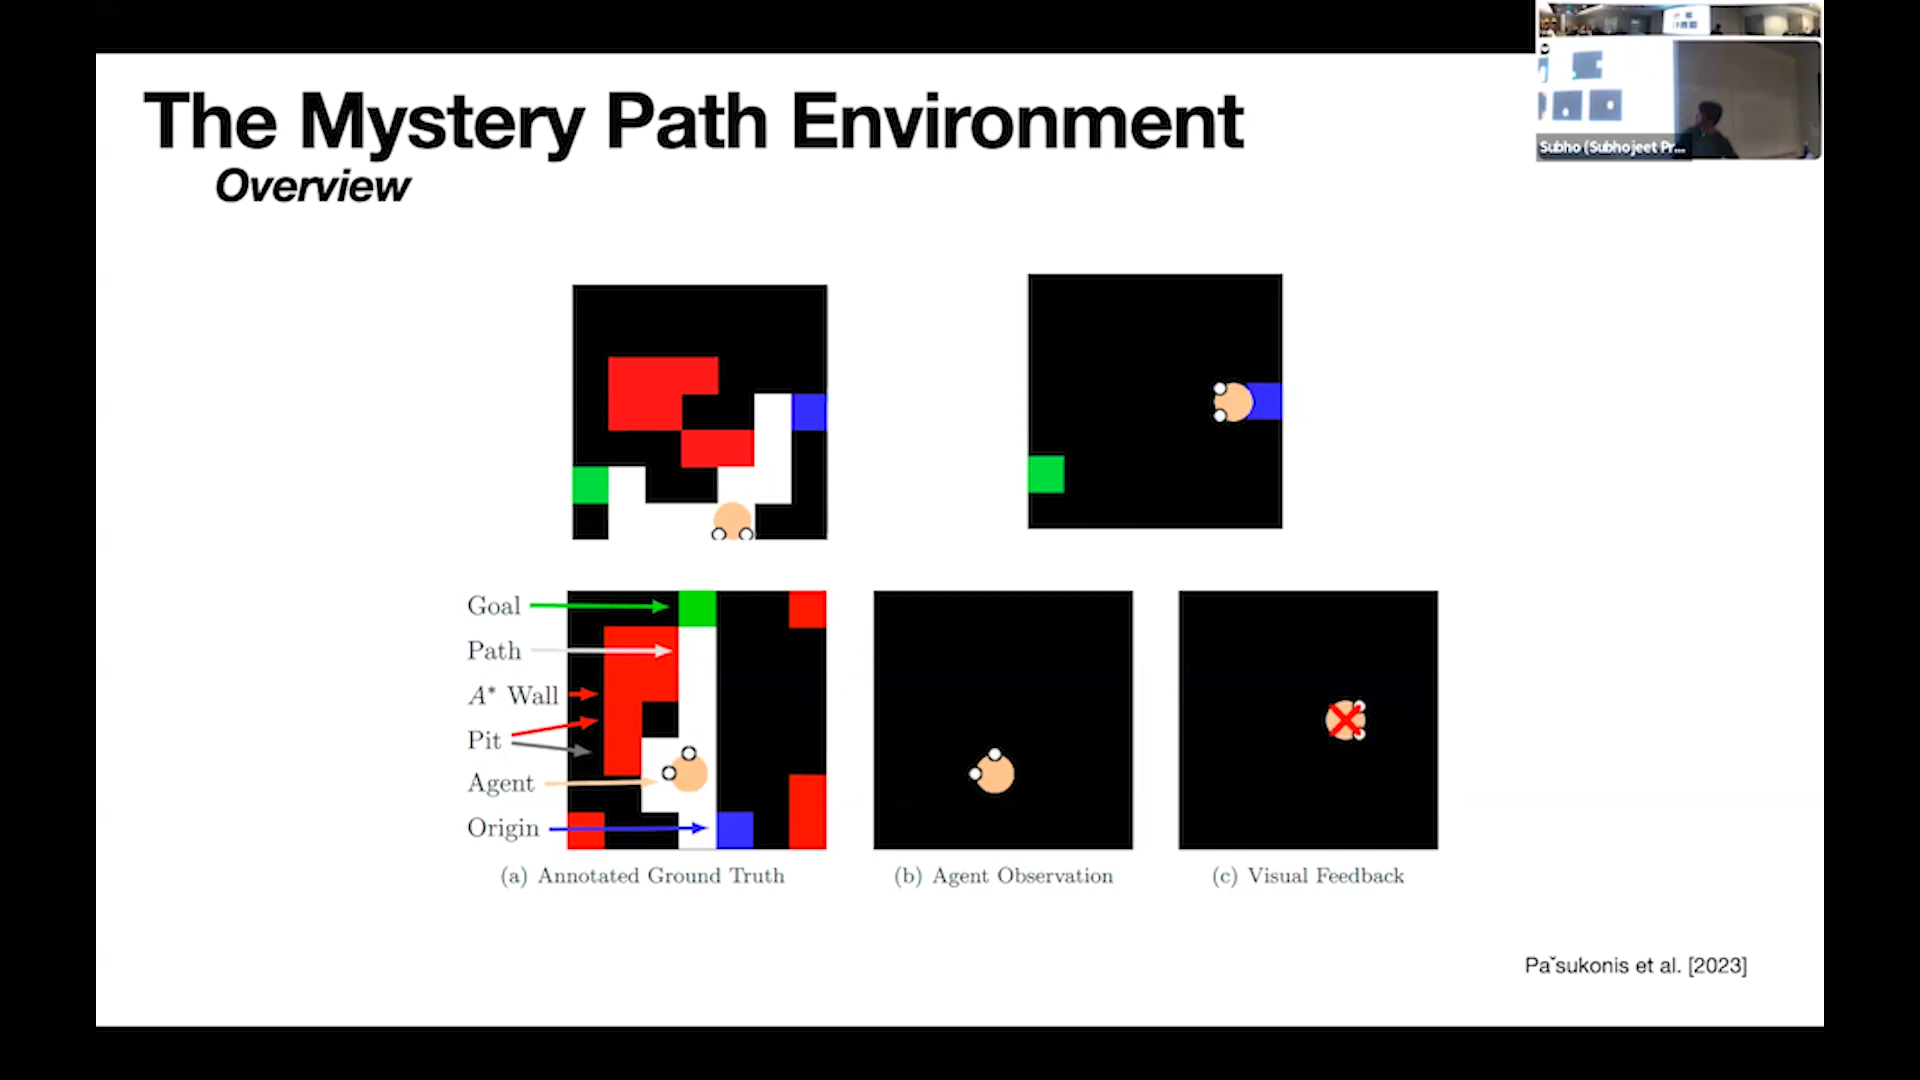 The Mystery Path Environment
Overview
Subho (Subhojeet Pr...
Goal
Path
A* Wall
Pit
Agent
Origin
(a) Annotated Ground Truth
(b) Agent Observation
(c) Visual Feedback
Paˇsukonis et al. [2023]